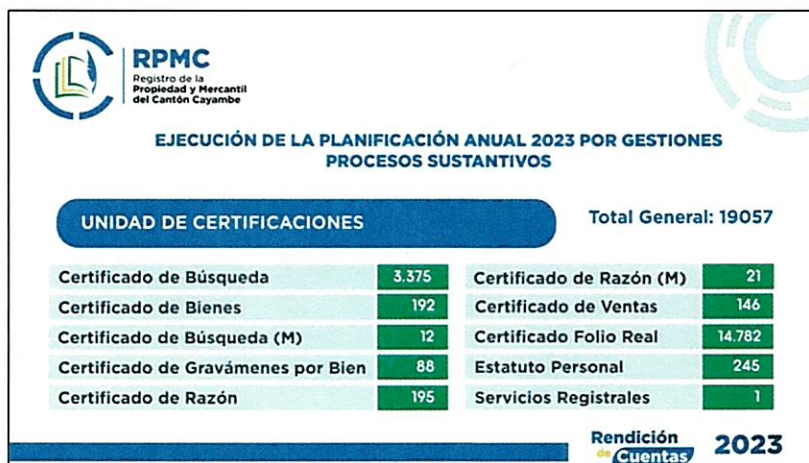 RPMC
Registro de la
Propiedad y Mercantil
del Cantón Cayambe
EJECUCIÓN DE LA PLANIFICACIÓN ANUAL 2023 POR GESTIONES
PROCESOS SUSTANTIVOS
UNIDAD DE CERTIFICACIONES
Total General: 19057
Certificado de Búsqueda 3.375
Certificado de Bienes 192
Certificado de Búsqueda (M) 12
Certificado de Gravámenes por Bien 88
Certificado de Razón 195
Certificado de Razón (M) 21
Certificado de Ventas 146
Certificado Folio Real 14.782
Estatuto Personal 245
Servicios Registrales 1
Rendición
de Cuentas
2023